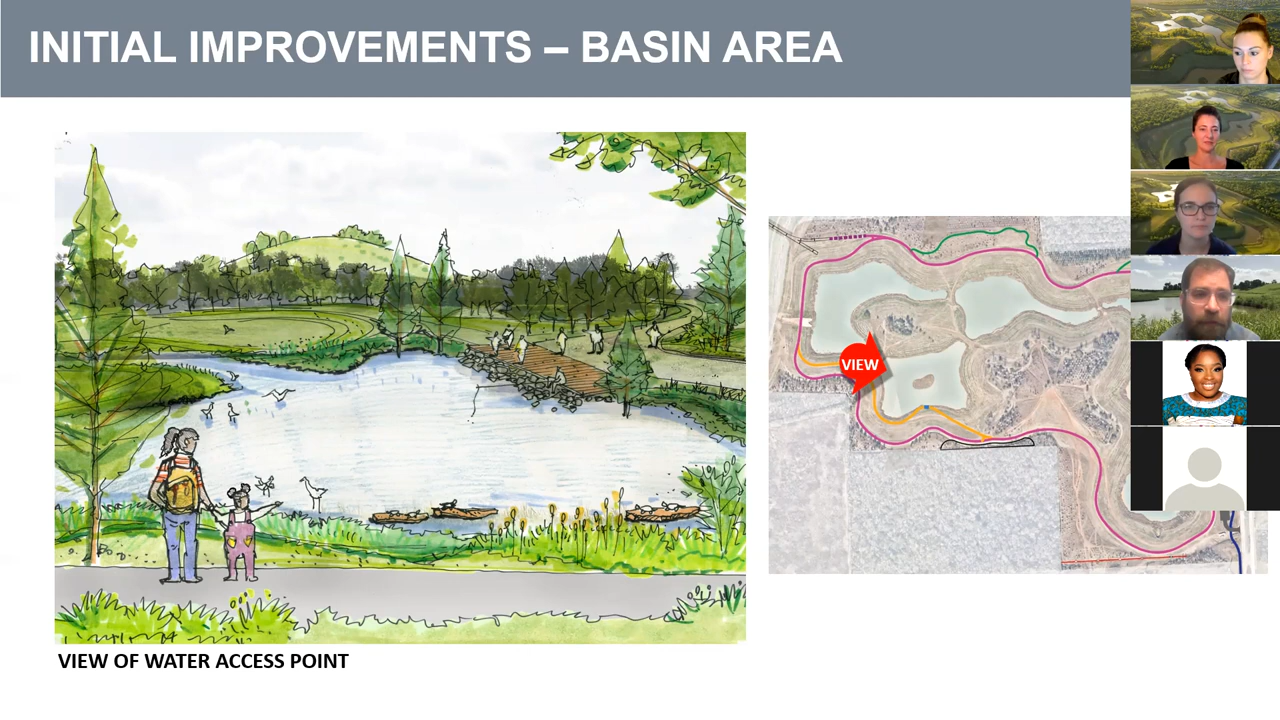 INITIAL IMPROVEMENTS – BASIN AREA
VIEW
VIEW OF WATER ACCESS POINT